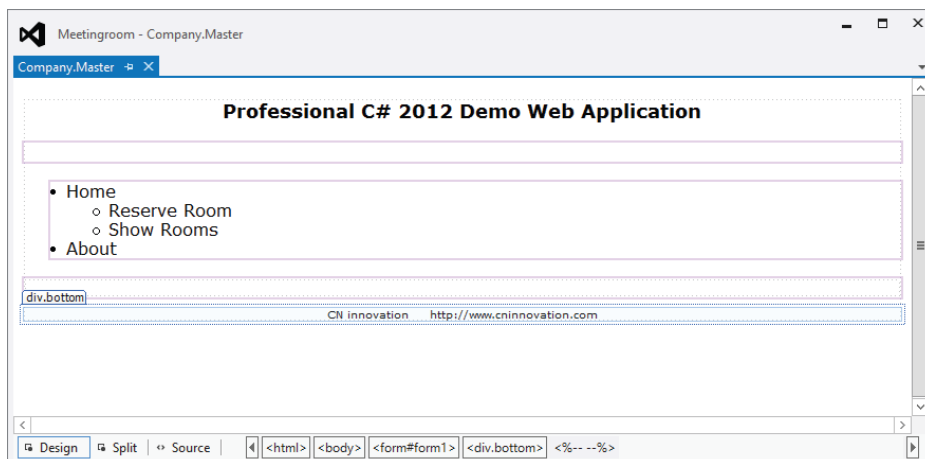 Meetingroom - Company.Master
Company.Master
Professional C# 2012 Demo Web Application
Home
Reserve Room
Show Rooms
About
div.bottom
CN innovation http://www.cninnovation.com
Design Split Source <html> <body> <form#form1> <div.bottom> <%-- --%>